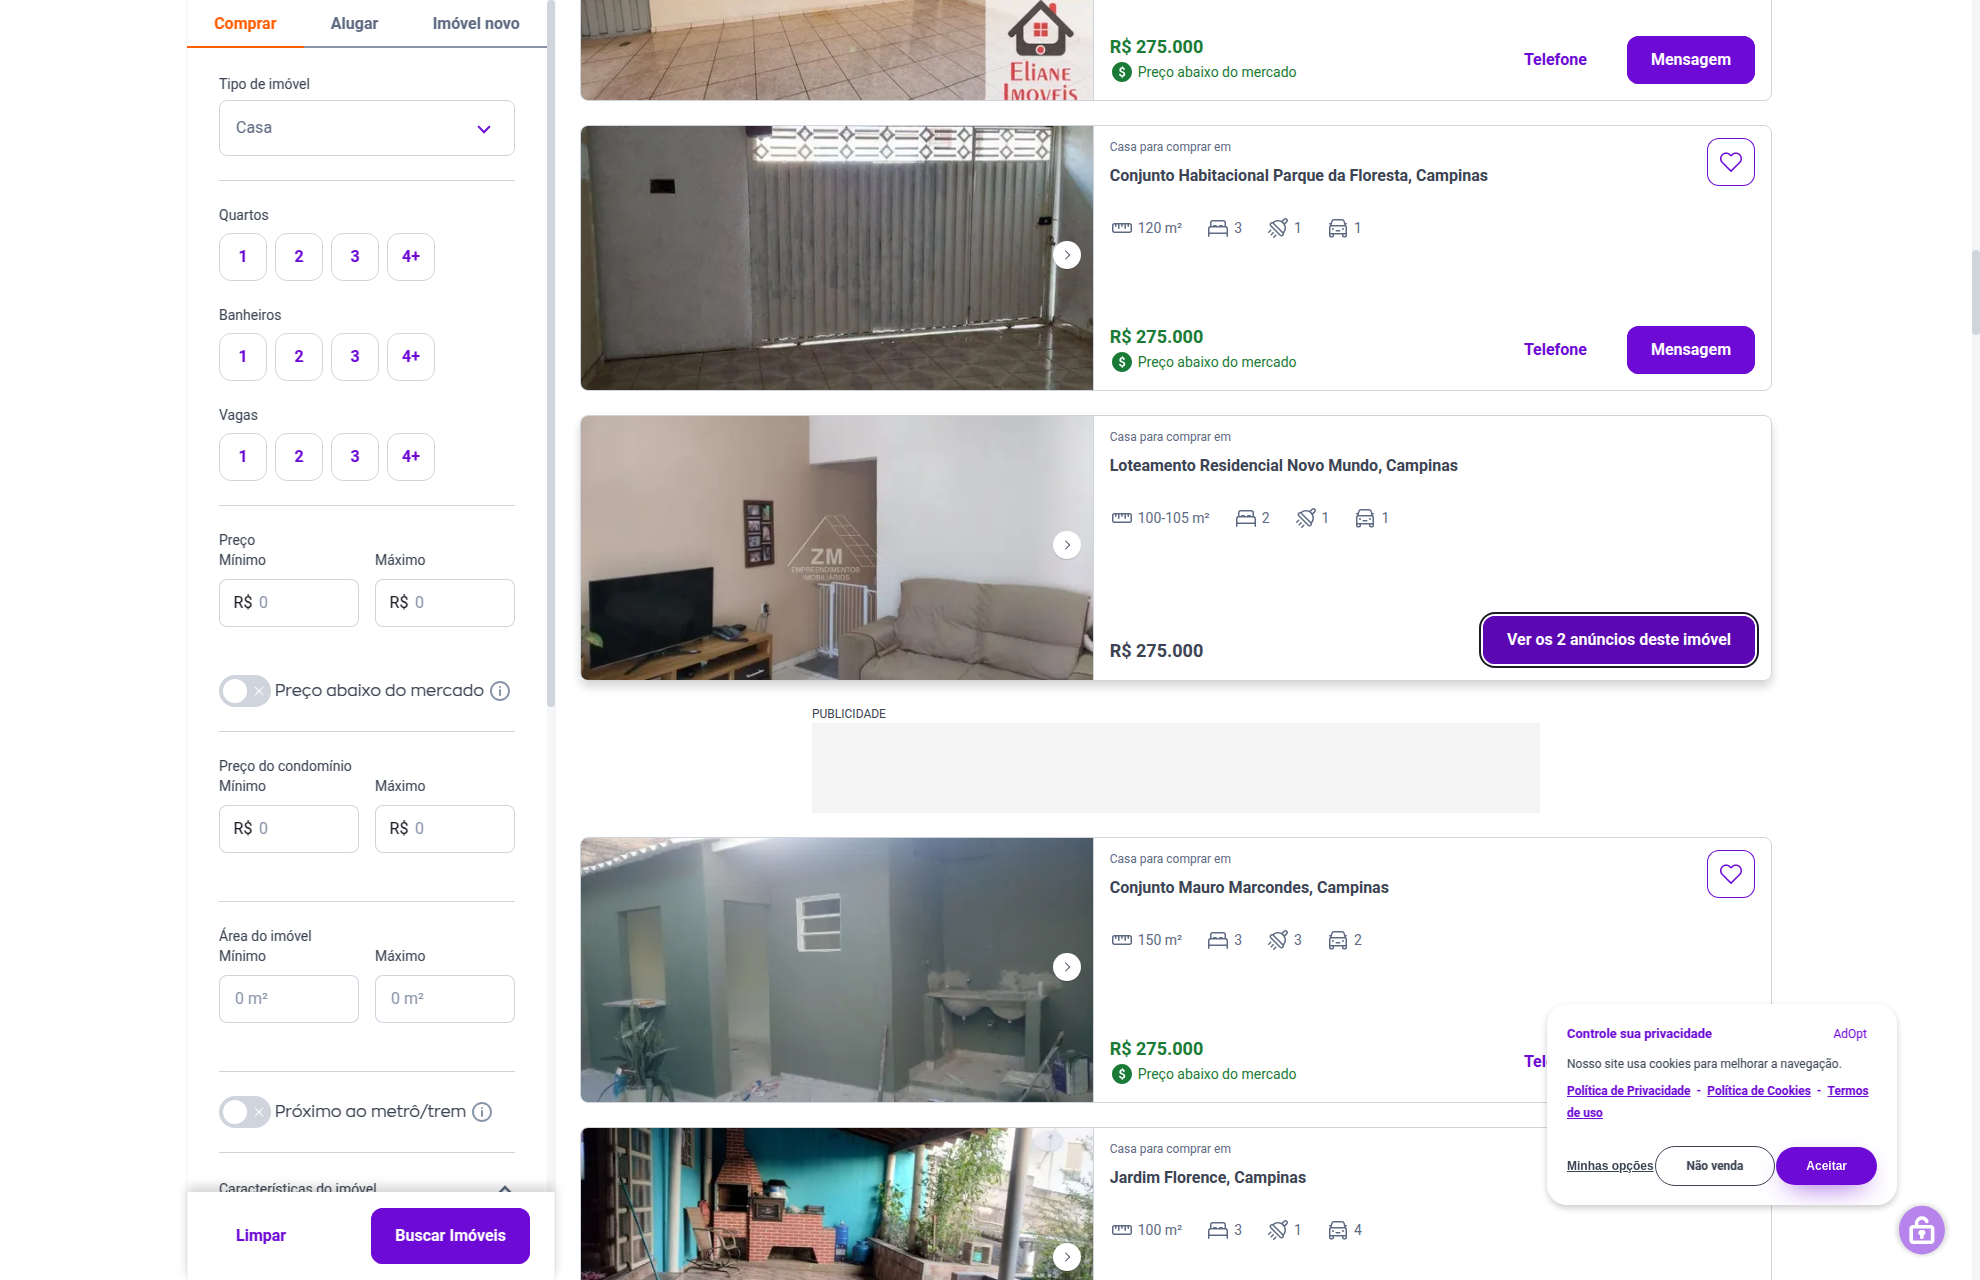 Comprar
Alugar
Imóvel novo
Tipo de imóvel
Casa
Quartos
1
2
3
4+
Banheiros
1
2
3
4+
Vagas
1
2
3
4+
Preço
Mínimo
Máximo
R$ 0
R$ 0
Preço abaixo do mercado
Preço do condomínio
Mínimo
Máximo
R$ 0
R$ 0
Área do imóvel
Mínimo
Máximo
0 m²
0 m²
Próximo ao metrô/trem
Características do imóvel
Limpar
Buscar Imóveis
ELIANE
IMOVEIS
R$ 275.000
Preço abaixo do mercado
Telefone
Mensagem
Casa para comprar em
Conjunto Habitacional Parque da Floresta, Campinas
120 m²
3
1
1
R$ 275.000
Preço abaixo do mercado
Telefone
Mensagem
ZM
EMPREENDIMENTOS
IMOBILIÁRIOS
Casa para comprar em
Loteamento Residencial Novo Mundo, Campinas
100-105 m²
2
1
1
R$ 275.000
Ver os 2 anúncios deste imóvel
PUBLICIDADE
Casa para comprar em
Conjunto Mauro Marcondes, Campinas
150 m²
3
3
2
R$ 275.000
Preço abaixo do mercado
Tel
Casa para comprar em
Jardim Florence, Campinas
100 m²
3
1
4
Controle sua privacidade
AdOpt
Nosso site usa cookies para melhorar a navegação.
Política de Privacidade - Política de Cookies - Termos
de uso
Minhas opções
Não venda
Aceitar